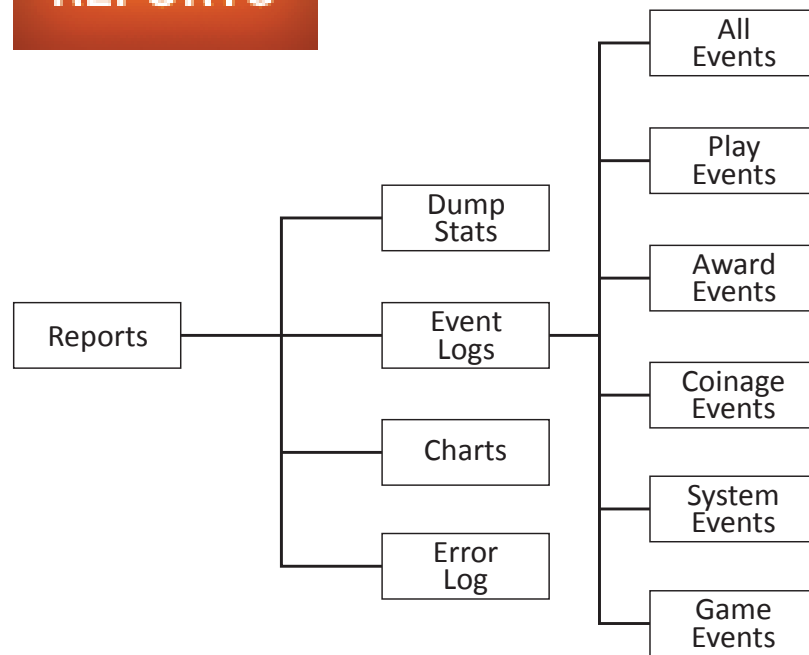 REPORTS
All
Events
Play
Events
Dump
Stats
Award
Events
Reports
Event
Logs
Coinage
Events
Charts
System
Events
Error
Log
Game
Events